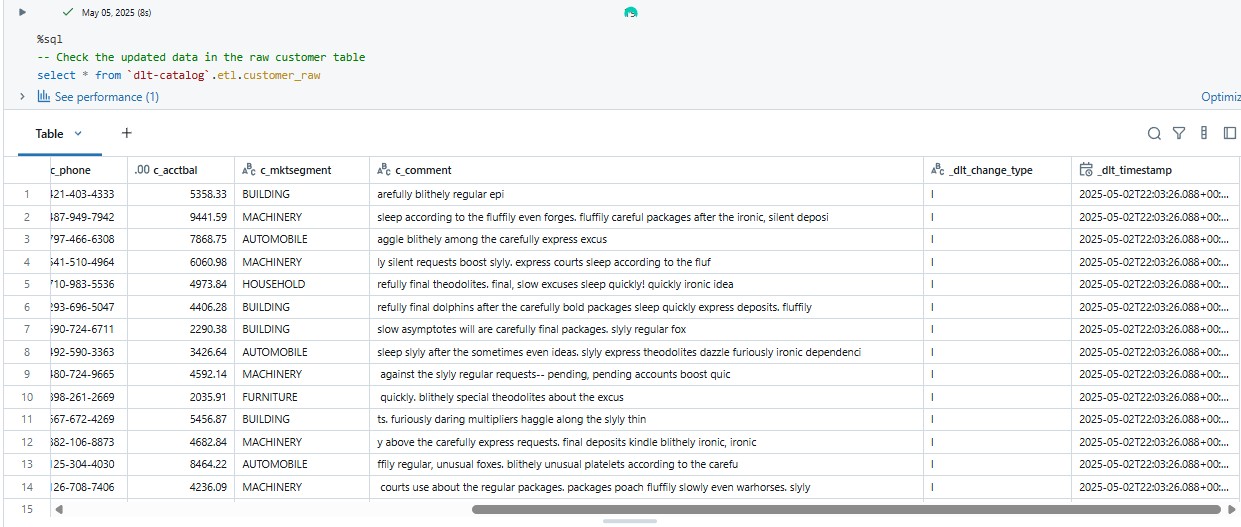 May 05, 2025 (8s)
%sql
-- Check the updated data in the raw customer table
select * from `dlt-catalog`.etl.customer_raw
See performance (1)
Optimiz
Table
c_phone .00 c_acctbal ABC c_mktsegment ABC c_comment ABC _dlt_change_type _dlt_timestamp
1 421-403-4333 5358.33 BUILDING arefully blithely regular epi I 2025-05-02T22:03:26.088+00:...
2 487-949-7942 9441.59 MACHINERY sleep according to the fluffily even forges. fluffily careful packages after the ironic, silent deposi I 2025-05-02T22:03:26.088+00:...
3 797-466-6308 7868.75 AUTOMOBILE aggle blithely among the carefully express excus I 2025-05-02T22:03:26.088+00:...
4 541-510-4964 6060.98 MACHINERY ly silent requests boost slyly. express courts sleep according to the fluf I 2025-05-02T22:03:26.088+00:...
5 710-983-5536 4973.84 HOUSEHOLD refully final theodolites. final, slow excuses sleep quickly! quickly ironic idea I 2025-05-02T22:03:26.088+00:...
6 293-696-5047 4406.28 BUILDING refully final dolphins after the carefully bold packages sleep quickly express deposits. fluffily I 2025-05-02T22:03:26.088+00:...
7 590-724-6711 2290.38 BUILDING slow asymptotes will are carefully final packages. slyly regular fox I 2025-05-02T22:03:26.088+00:...
8 492-590-3363 3426.64 AUTOMOBILE sleep slyly after the sometimes even ideas. slyly express theodolites dazzle furiously ironic dependenci I 2025-05-02T22:03:26.088+00:...
9 480-724-9665 4592.14 MACHINERY against the slyly regular requests-- pending, pending accounts boost quic I 2025-05-02T22:03:26.088+00:...
10 398-261-2669 2035.91 FURNITURE quickly. blithely special theodolites about the excus I 2025-05-02T22:03:26.088+00:...
11 567-672-4269 5456.87 BUILDING ts. furiously daring multipliers haggle along the slyly thin I 2025-05-02T22:03:26.088+00:...
12 382-106-8873 4682.84 MACHINERY y above the carefully express requests. final deposits kindle blithely ironic, ironic I 2025-05-02T22:03:26.088+00:...
13 125-304-4030 8464.22 AUTOMOBILE ffily regular, unusual foxes. blithely unusual platelets according to the carefu I 2025-05-02T22:03:26.088+00:...
14 126-708-7406 4236.09 MACHINERY courts use about the regular packages. packages poach fluffily slowly even warhorses. slyly I 2025-05-02T22:03:26.088+00:...
15